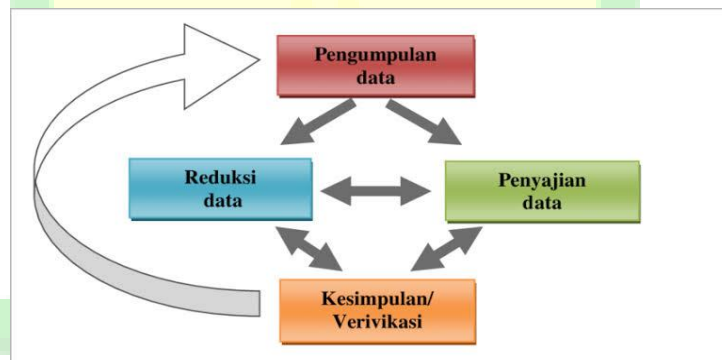 Pengumpulan
data
Reduksi
data
Penyajian
data
Kesimpulan/
Verivikasi